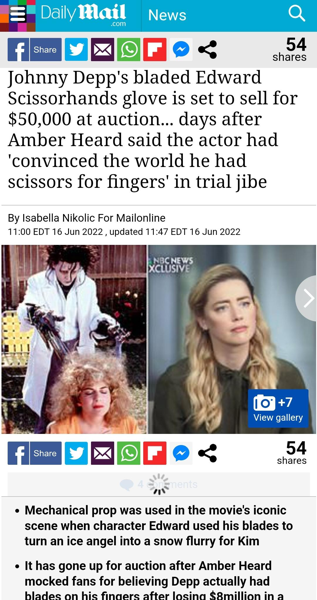 Daily Mail
.com
News
Share
54
shares
Johnny Depp's bladed Edward
Scissorhands glove is set to sell for
$50,000 at auction... days after
Amber Heard said the actor had
'convinced the world he had
scissors for fingers' in trial jibe
By Isabella Nikolic For Mailonline
11:00 EDT 16 Jun 2022 , updated 11:47 EDT 16 Jun 2022
NBC NEWS
XCLUSIVE
+7
View gallery
Share
54
shares
4
• Mechanical prop was used in the movie's iconic
scene when character Edward used his blades to
turn an ice angel into a snow flurry for Kim
• It has gone up for auction after Amber Heard
mocked fans for believing Depp actually had
blades on his fingers after losing $8million in a